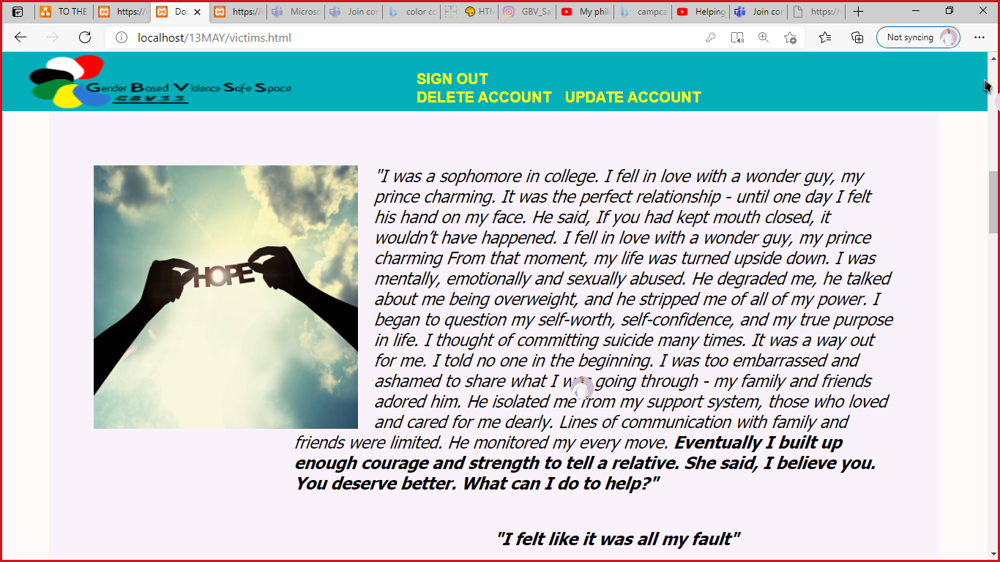 TO THE
https://
Do
https://
Microsc
Join cor
color cc
HTM
GBV_Sa
My phil
campca
Helping
Join cor
https://
localhost/13MAY/victims.html
Not syncing
Gender Based Violence Safe Space
GBVSS
SIGN OUT
DELETE ACCOUNT UPDATE ACCOUNT
HOPE
"I was a sophomore in college. I fell in love with a wonder guy, my
prince charming. It was the perfect relationship - until one day I felt
his hand on my face. He said, If you had kept mouth closed, it
wouldn’t have happened. I fell in love with a wonder guy, my prince
charming From that moment, my life was turned upside down. I was
mentally, emotionally and sexually abused. He degraded me, he talked
about me being overweight, and he stripped me of all of my power. I
began to question my self-worth, self-confidence, and my true purpose
in life. I thought of committing suicide many times. It was a way out
for me. I told no one in the beginning. I was too embarrassed and
ashamed to share what I was going through - my family and friends
adored him. He isolated me from my support system, those who loved
and cared for me dearly. Lines of communication with family and
friends were limited. He monitored my every move. Eventually I built up
enough courage and strength to tell a relative. She said, I believe you.
You deserve better. What can I do to help?"
"I felt like it was all my fault"